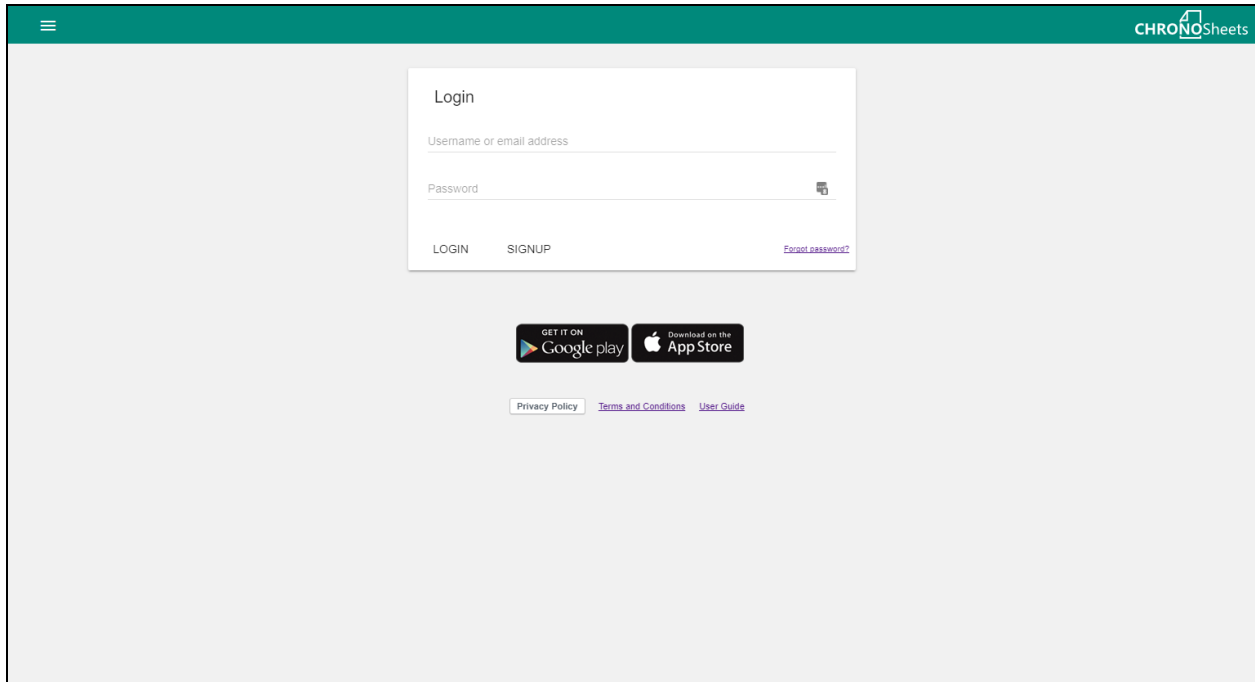 CHRONOSheets
Login
Username or email address
Password
LOGIN SIGNUP Forgot password?
GET IT ON
Google play
Download on the
App Store
Privacy Policy Terms and Conditions User Guide